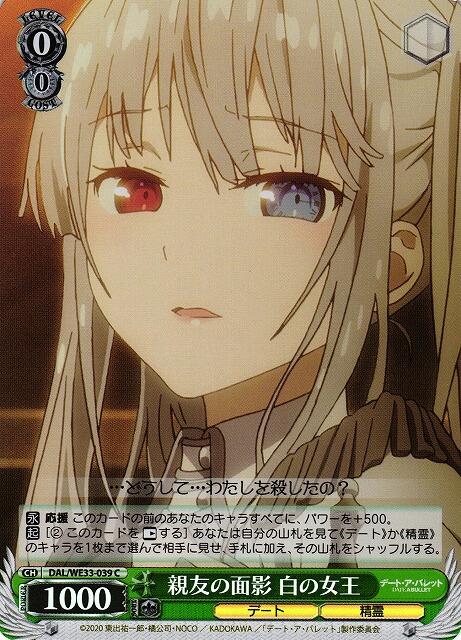 LEVEL
0
0
COST
…どうして…わたしを殺したの？
永 応援 このカードの前のあなたのキャラすべてに、パワーを+500。
起 [② このカードをする] あなたは自分の山札を見て《デート》か《精霊》
のキャラを1枚まで選んで相手に見せ、手札に加え、その山札をシャッフルする。
CH DAL/WE33-039 C
1000
親友の面影 白の女王
デート・ア・バレット
DATE A BULLET
デート
精霊
©2020 東出祐一郎・橘公司・NOCO / KADOKAWA / 「デート・ア・バレット」製作委員会